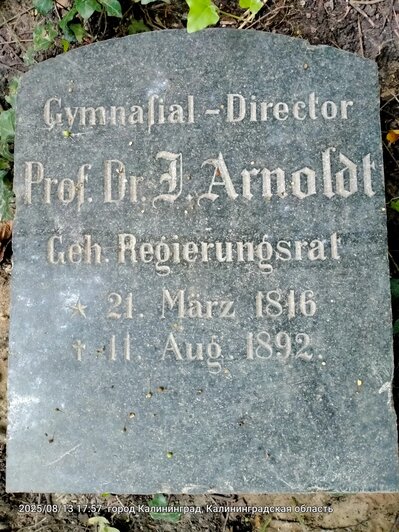 Gymnaſial-Director
Prof. Dr. J. Arnoldt
Geh. Regierungsrat
* 21. März 1816
† 11. Aug. 1892.
2025/08/13 17:57 город Калининград, Калининградская область